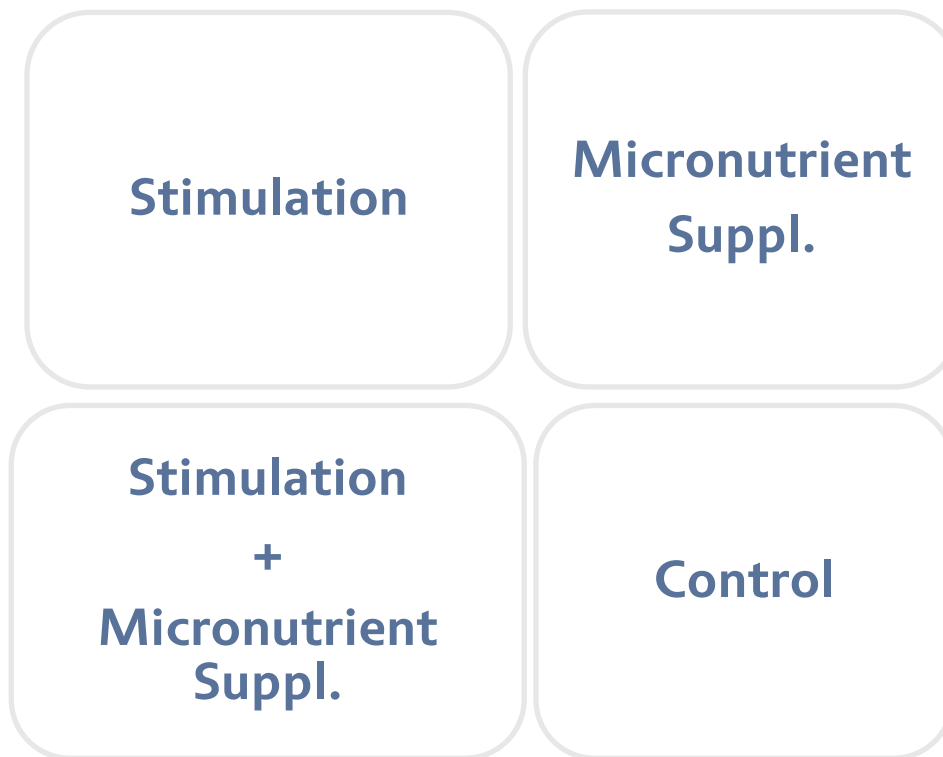 Stimulation
Micronutrient
Suppl.
Stimulation
+
Micronutrient
Suppl.
Control